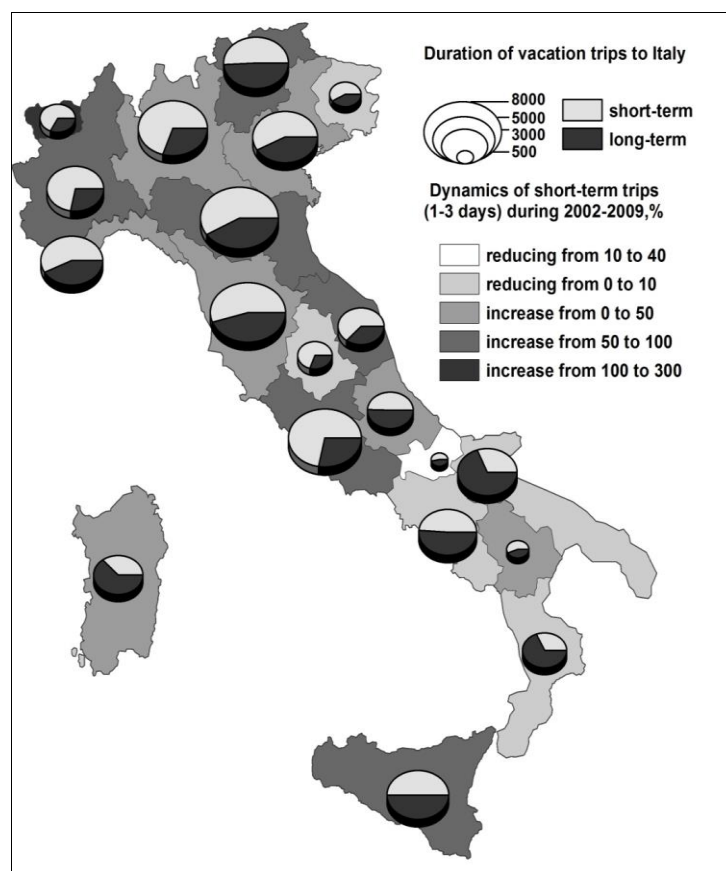 Duration of vacation trips to Italy
8000
5000
3000
500
short-term
long-term
Dynamics of short-term trips
(1-3 days) during 2002-2009,%
reducing from 10 to 40
reducing from 0 to 10
increase from 0 to 50
increase from 50 to 100
increase from 100 to 300